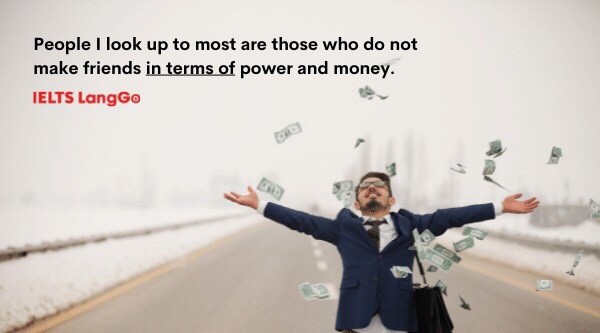 People I look up to most are those who do not
make friends in terms of power and money.
IELTS LangGo